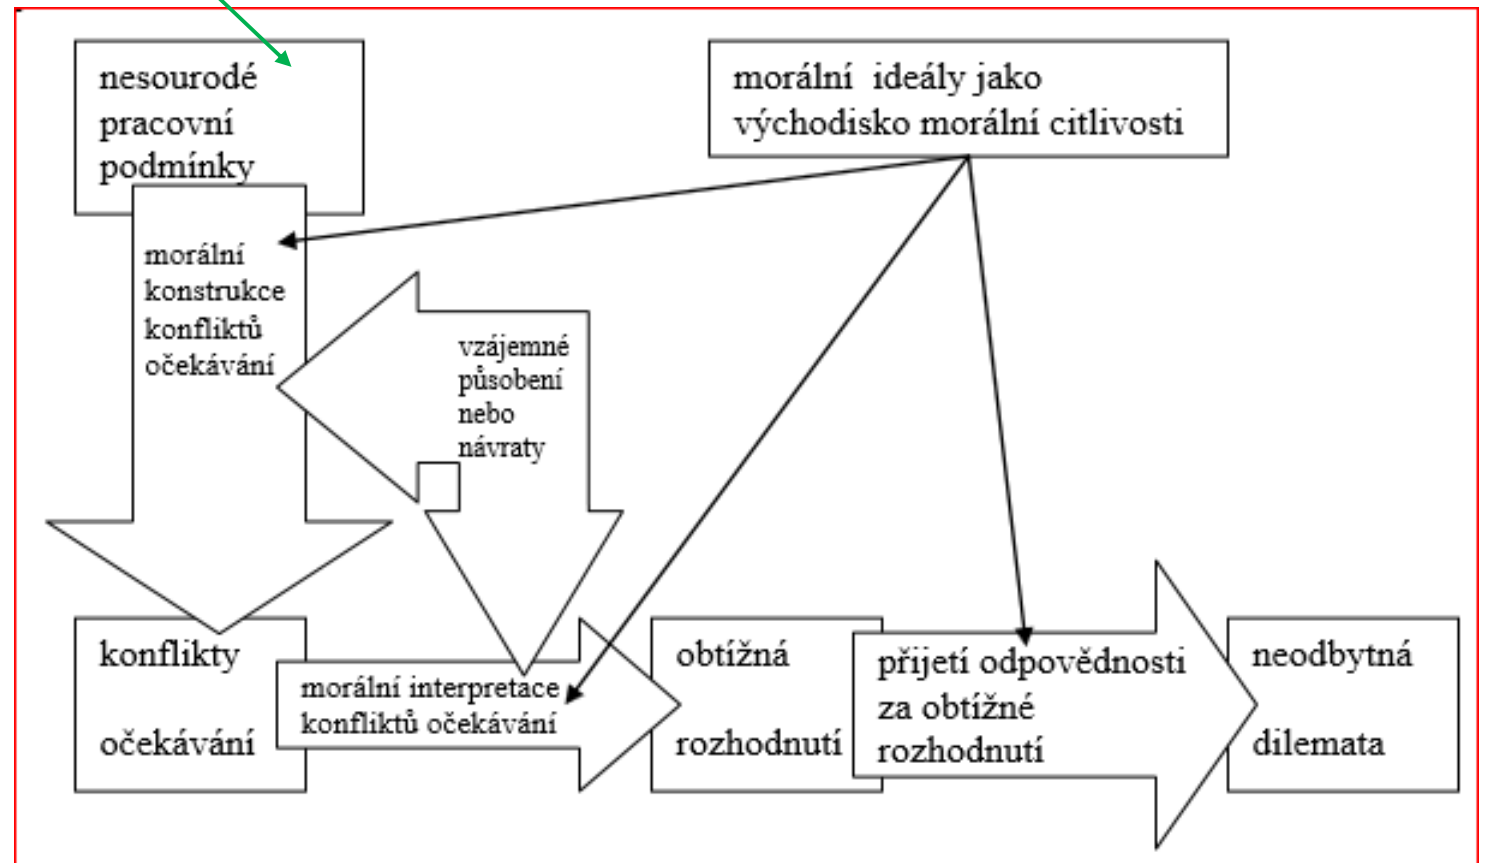 nesourodé
pracovní
podmínky
morální ideály jako
východisko morální citlivosti
morální
konstrukce
konfliktů
očekávání
vzájemné
působení
nebo
návraty
konflikty
očekávání
morální interpretace
konfliktů očekávání
obtížná
rozhodnutí
přijetí odpovědnosti
za obtížné
rozhodnutí
neodbytná
dilemata